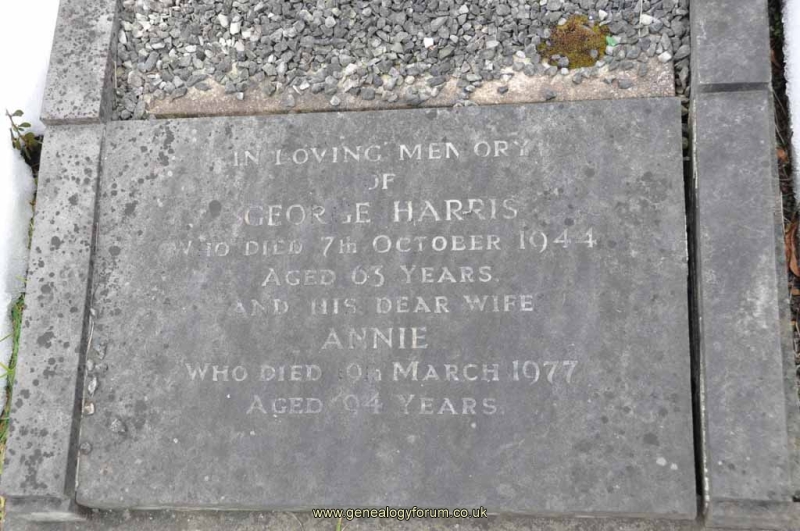 IN LOVING MEMORY
OF
GEORGE HARRIS
WHO DIED 7TH OCTOBER 1944
AGED 63 YEARS.
AND HIS DEAR WIFE
ANNIE
WHO DIED MARCH 1977
AGED 94 YEARS.
www.genealogyforum.co.uk